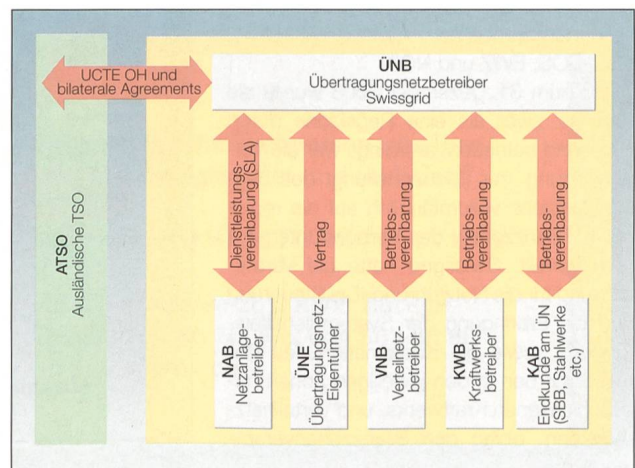 ÜNB
Übertragungsnetzbetreiber
Swissgrid
UCTE OH und
bilaterale Agreements
ATSO
Ausländische TSO
Dienstleistungs-
vereinbarung (SLA)
Vertrag
Betriebs-
vereinbarung
Betriebs-
vereinbarung
Betriebs-
vereinbarung
NAB
Netzanlage-
betreiber
ÜNE
Übertragungsnetz-
Eigentümer
VNB
Verteilnetz-
betreiber
KWB
Kraftwerks-
betreiber
KAB
Endkunde am ÜN
(SBB, Stahlwerke
etc.)